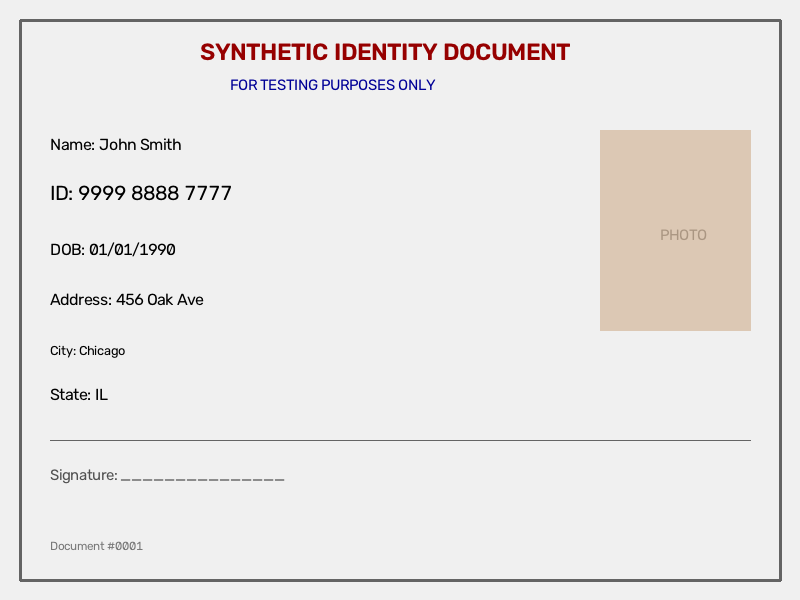 SYNTHETIC IDENTITY DOCUMENT
FOR TESTING PURPOSES ONLY
Name: John Smith
ID: 9999 8888 7777
DOB: 01/01/1990
PHOTO
Address: 456 Oak Ave
City: Chicago
State: IL
Signature: _______________
Document #0001